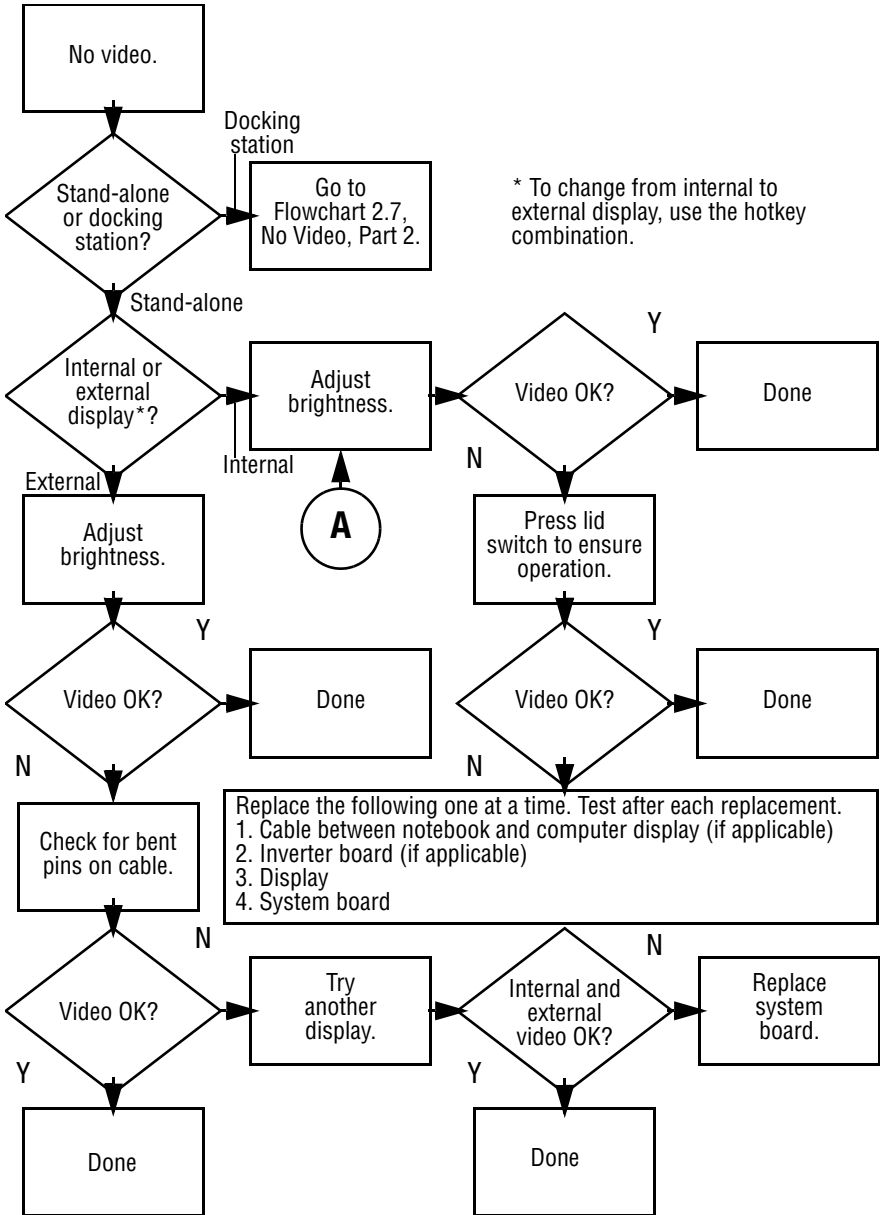 No video.
Docking
station
Stand-alone
or docking
station?
Go to
Flowchart 2.7,
No Video, Part 2.
* To change from internal to
external display, use the hotkey
combination.
Stand-alone
Internal or
external
display*?
Internal
Adjust
brightness.
A
Video OK?
Y
Done
N
External
Adjust
brightness.
Press lid
switch to ensure
operation.
Video OK?
Y
Done
N
Video OK?
Y
Done
N
Check for bent
pins on cable.
Replace the following one at a time. Test after each replacement.
1. Cable between notebook and computer display (if applicable)
2. Inverter board (if applicable)
3. Display
4. System board
Video OK?
N
Try
another
display.
Internal and
external
video OK?
N
Replace
system
board.
Y
Done
Y
Done